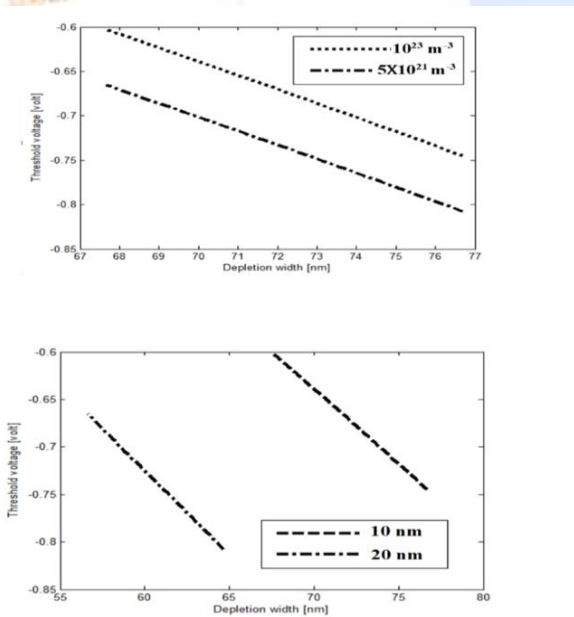 -0.6
10²³ m⁻³
5X10²¹ m⁻³
-0.65
-0.7
-0.75
-0.8
-0.85
Threshold voltage [volt]
67 68 69 70 71 72 73 74 75 76 77
Depletion width [nm]
-0.6
-0.65
-0.7
-0.75
-0.8
-0.85
Threshold voltage [volt]
10 nm
20 nm
55 60 65 70 75 80
Depletion width [nm]